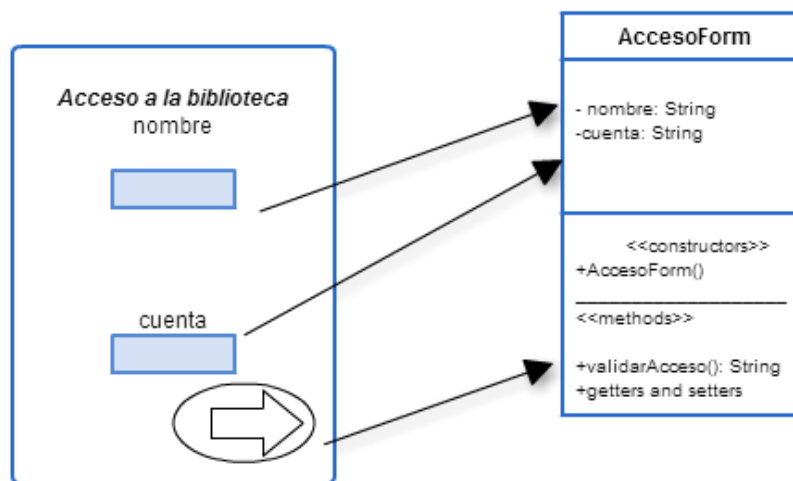 Acceso a la biblioteca
nombre
cuenta
AccesoForm
- nombre: String
-cuenta: String
<<constructors>>
+AccesoForm()
<<methods>>
+validarAcceso(): String
+getters and setters